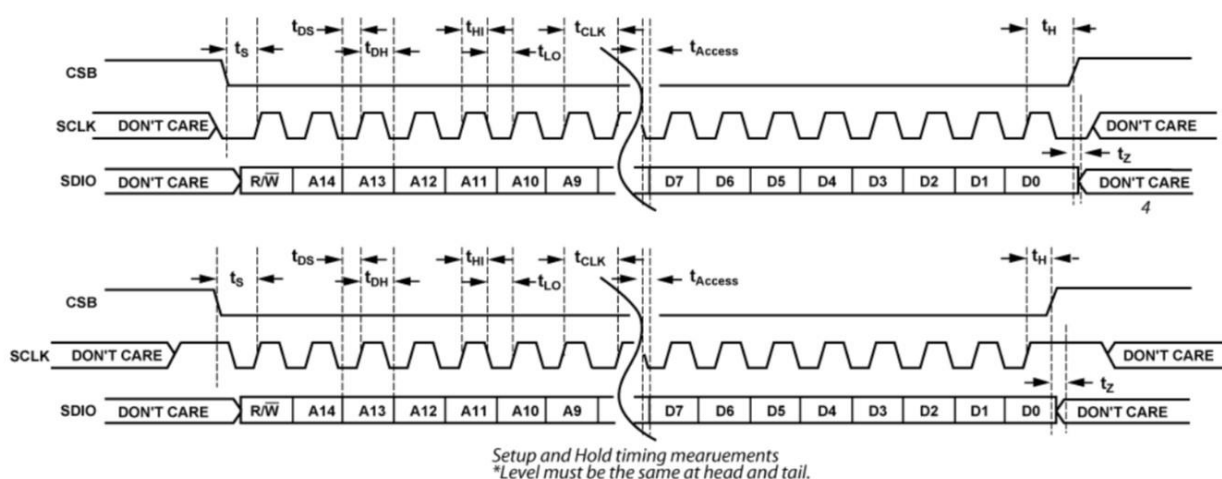 tDS tHI tCLK tH
tS tDH tLO tAccess
CSB
SCLK DON'T CARE DON'T CARE
tZ
SDIO DON'T CARE R/W̅ A14 A13 A12 A11 A10 A9 D7 D6 D5 D4 D3 D2 D1 D0 DON'T CARE
4
tDS tHI tCLK tH
tS tDH tLO tAccess
CSB
SCLK DON'T CARE DON'T CARE
tZ
SDIO DON'T CARE R/W̅ A14 A13 A12 A11 A10 A9 D7 D6 D5 D4 D3 D2 D1 D0 DON'T CARE
Setup and Hold timing mearuements
*Level must be the same at head and tail.